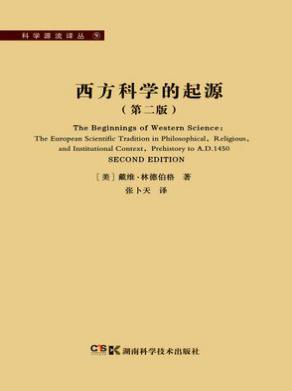 科学源流译丛 ⑨
西方科学的起源
（第二版）
The Beginnings of Western Science:
The European Scientific Tradition in Philosophical, Religious,
and Institutional Context, Prehistory to A.D.1450
SECOND EDITION
［美］戴维·林德伯格 著
张卜天 译
CS 湖南科学技术出版社